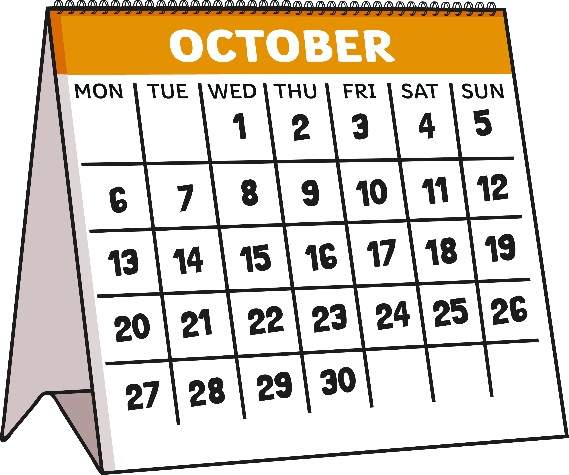 OCTOBER
MON TUE WED THU FRI SAT SUN
1 2 3 4 5
6 7 8 9 10 11 12
13 14 15 16 17 18 19
20 21 22 23 24 25 26
27 28 29 30